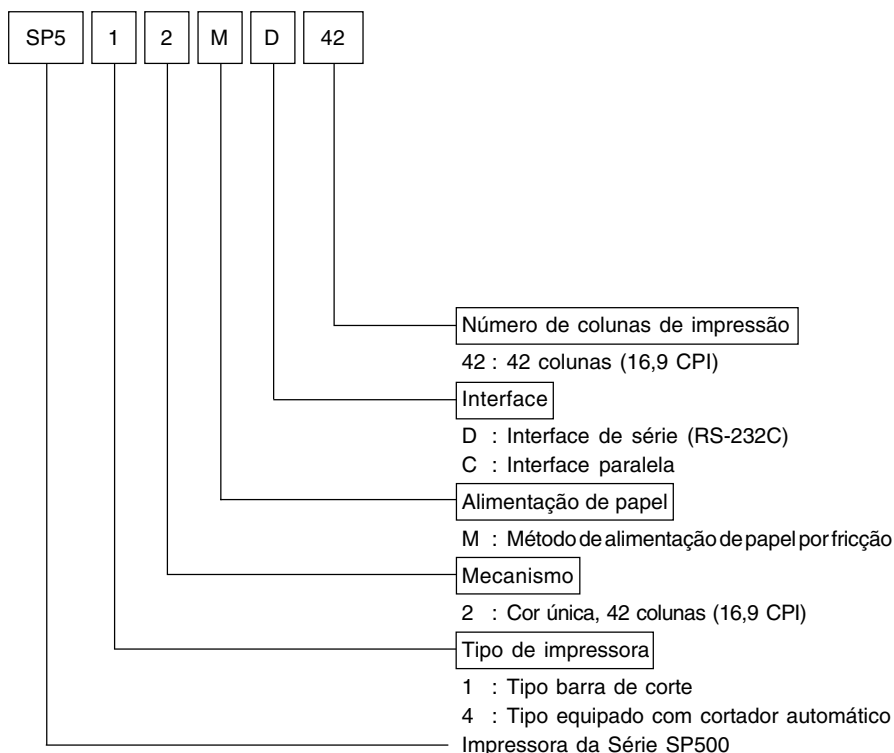 SP5 1 2 M D 42
Número de colunas de impressão
42 : 42 colunas (16,9 CPI)
Interface
D : Interface de série (RS-232C)
C : Interface paralela
Alimentação de papel
M : Método de alimentação de papel por fricção
Mecanismo
2 : Cor única, 42 colunas (16,9 CPI)
Tipo de impressora
1 : Tipo barra de corte
4 : Tipo equipado com cortador automático
Impressora da Série SP500